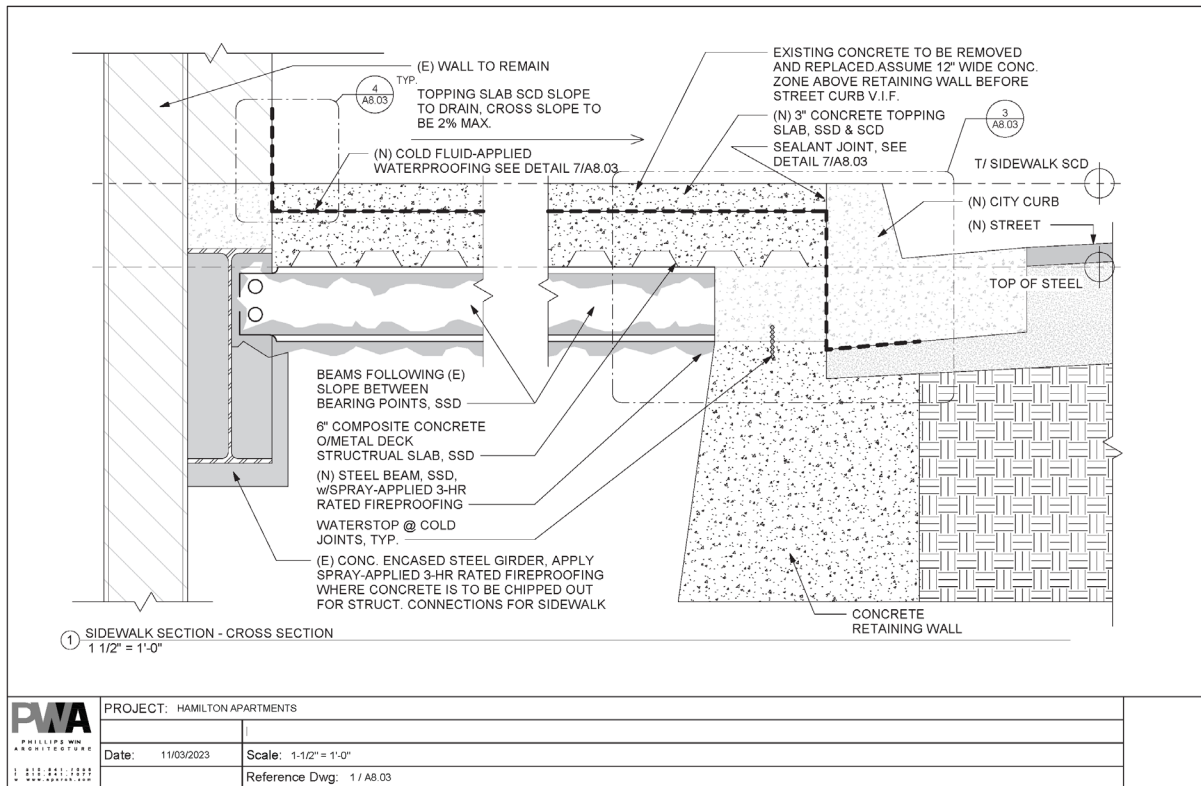 (E) WALL TO REMAIN
4
A8.03
TYP.
TOPPING SLAB SCD SLOPE
TO DRAIN, CROSS SLOPE TO
BE 2% MAX.
(N) COLD FLUID-APPLIED
WATERPROOFING SEE DETAIL 7/A8.03
EXISTING CONCRETE TO BE REMOVED
AND REPLACED.ASSUME 12" WIDE CONC.
ZONE ABOVE RETAINING WALL BEFORE
STREET CURB V.I.F.
(N) 3" CONCRETE TOPPING
SLAB, SSD & SCD
SEALANT JOINT, SEE
DETAIL 7/A8.03
3
A8.03
T/ SIDEWALK SCD
(N) CITY CURB
(N) STREET
TOP OF STEEL
BEAMS FOLLOWING (E)
SLOPE BETWEEN
BEARING POINTS, SSD
6" COMPOSITE CONCRETE
O/METAL DECK
STRUCTRUAL SLAB, SSD
(N) STEEL BEAM, SSD,
w/SPRAY-APPLIED 3-HR
RATED FIREPROOFING
WATERSTOP @ COLD
JOINTS, TYP.
(E) CONC. ENCASED STEEL GIRDER, APPLY
SPRAY-APPLIED 3-HR RATED FIREPROOFING
WHERE CONCRETE IS TO BE CHIPPED OUT
FOR STRUCT. CONNECTIONS FOR SIDEWALK
CONCRETE
RETAINING WALL
1 SIDEWALK SECTION - CROSS SECTION
1 1/2" = 1'-0"
PWA
PHILLIPS WIN
ARCHITECTURE
PROJECT: HAMILTON APARTMENTS
Date: 11/03/2023
Scale: 1-1/2" = 1'-0"
Reference Dwg: 1 / A8.03